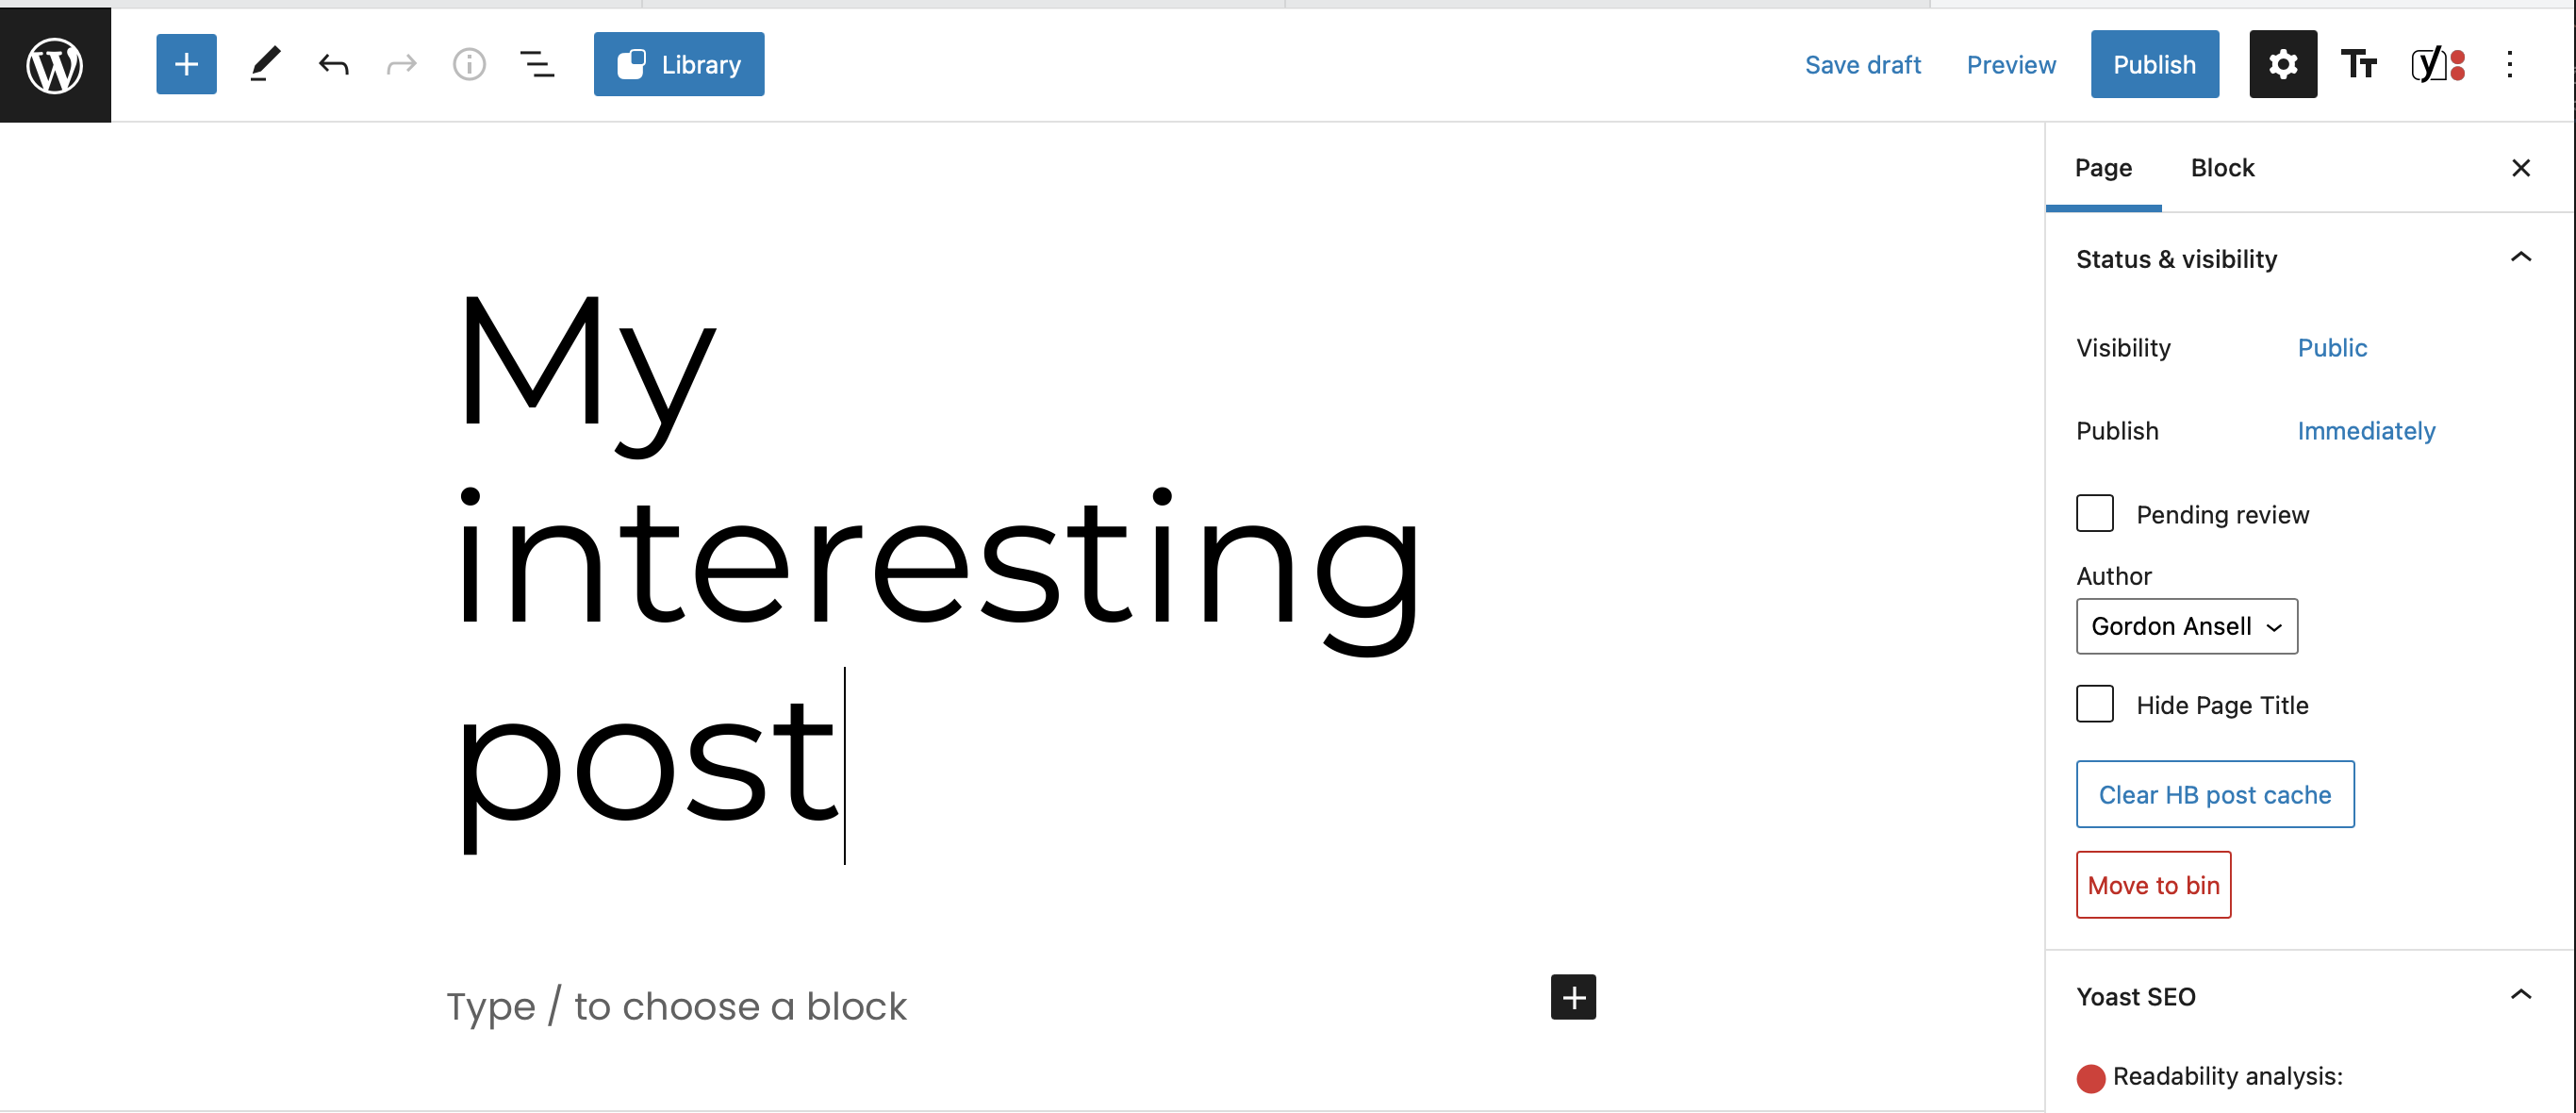 Library
Save draft
Preview
Publish
Page
Block
My
interesting
post
Type / to choose a block
Status & visibility
Visibility
Public
Publish
Immediately
Pending review
Author
Gordon Ansell
Hide Page Title
Clear HB post cache
Move to bin
Yoast SEO
Readability analysis: